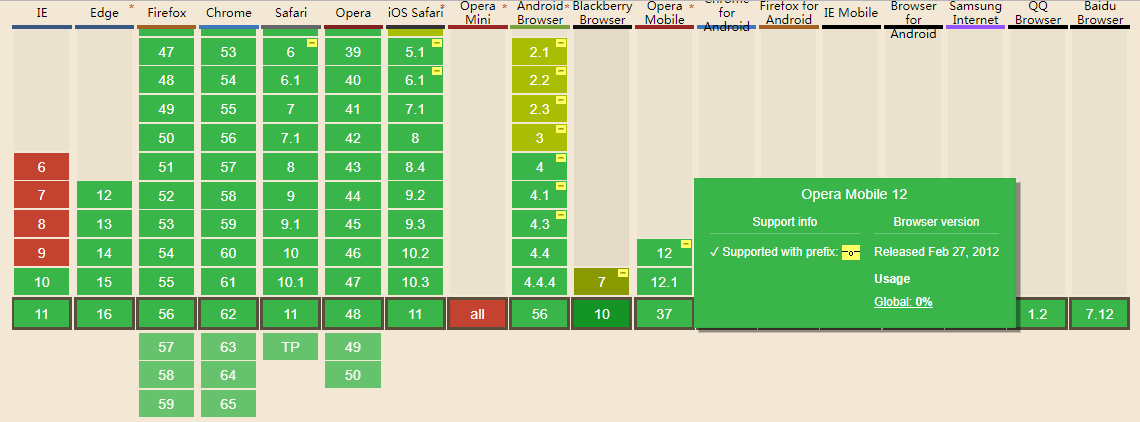 IE Edge * Firefox Chrome Safari Opera iOS Safari * Opera Mini * Android Browser * Blackberry Browser Opera Mobile * Chrome for Android Firefox for Android IE Mobile Browser for Android Samsung Internet QQ Browser Baidu Browser
47 53 6 - 39 5.1 - 2.1 -
48 54 6.1 40 6.1 - 2.2 -
49 55 7 41 7.1 2.3 -
50 56 7.1 42 8 3 -
6 51 57 8 43 8.4 4 -
7 12 52 58 9 44 9.2 4.1 -
8 13 53 59 9.1 45 9.3 4.3 -
9 14 54 60 10 46 10.2 4.4 12 -
10 15 55 61 10.1 47 10.3 4.4.4 7 - 12.1
11 16 56 62 11 48 11 all 56 10 37 1.2 7.12
57 63 TP 49
58 64 50
59 65
Opera Mobile 12
Support info
✓ Supported with prefix: -o-
Browser version
Released Feb 27, 2012
Usage
Global: 0%